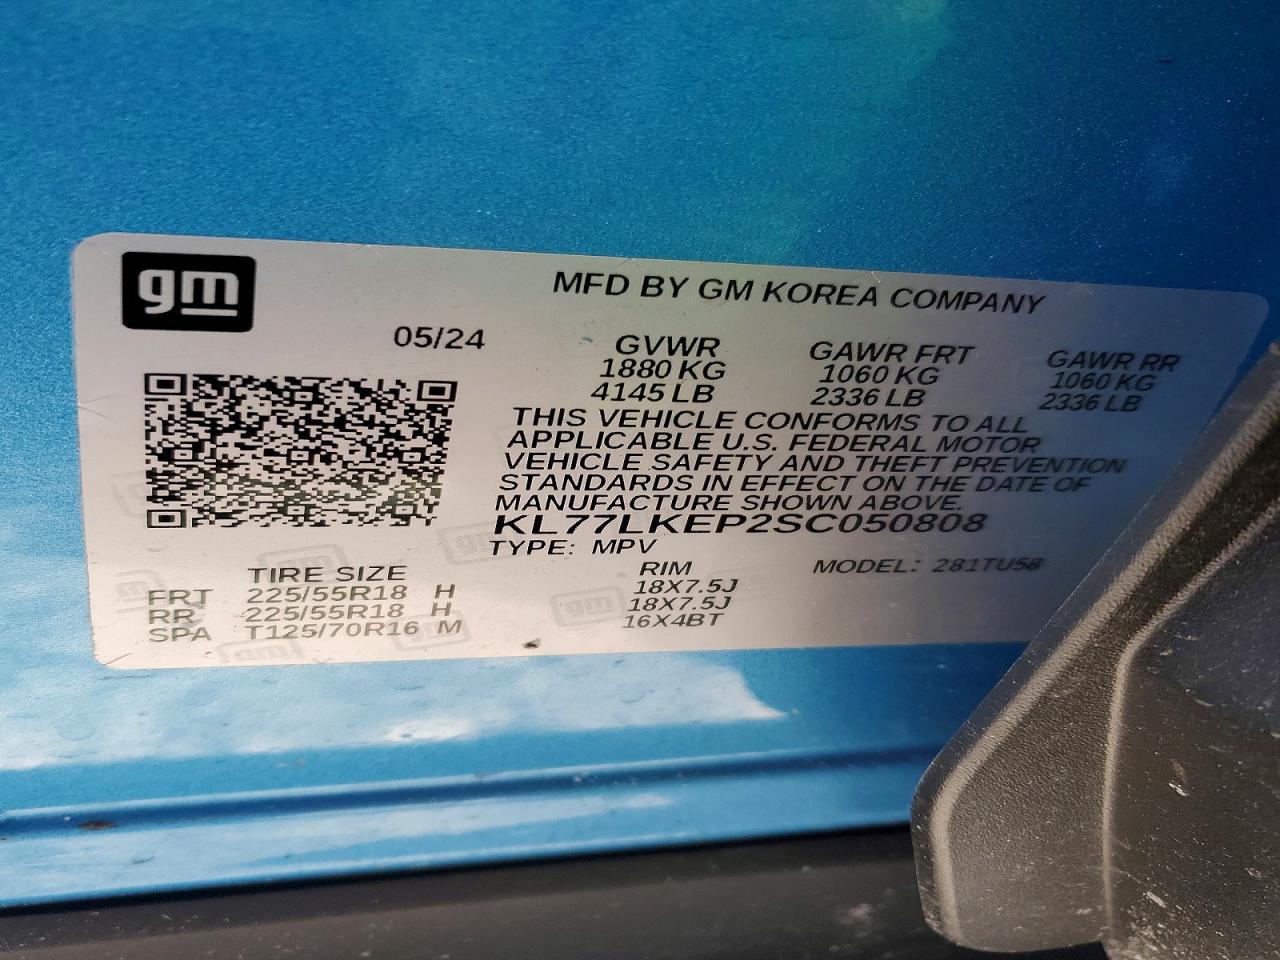 gm
MFD BY GM KOREA COMPANY
05/24
GVWR GAWR FRT GAWR RR
1880 KG 1060 KG 1060 KG
4145 LB 2336 LB 2336 LB
THIS VEHICLE CONFORMS TO ALL
APPLICABLE U.S. FEDERAL MOTOR
VEHICLE SAFETY AND THEFT PREVENTION
STANDARDS IN EFFECT ON THE DATE OF
MANUFACTURE SHOWN ABOVE.
KL77LKEP2SC050808
TYPE: MPV MODEL: 281TU58
TIRE SIZE RIM
FRT 225/55R18 H 18X7.5J
RR 225/55R18 H 18X7.5J
SPA T125/70R16 M 16X4BT